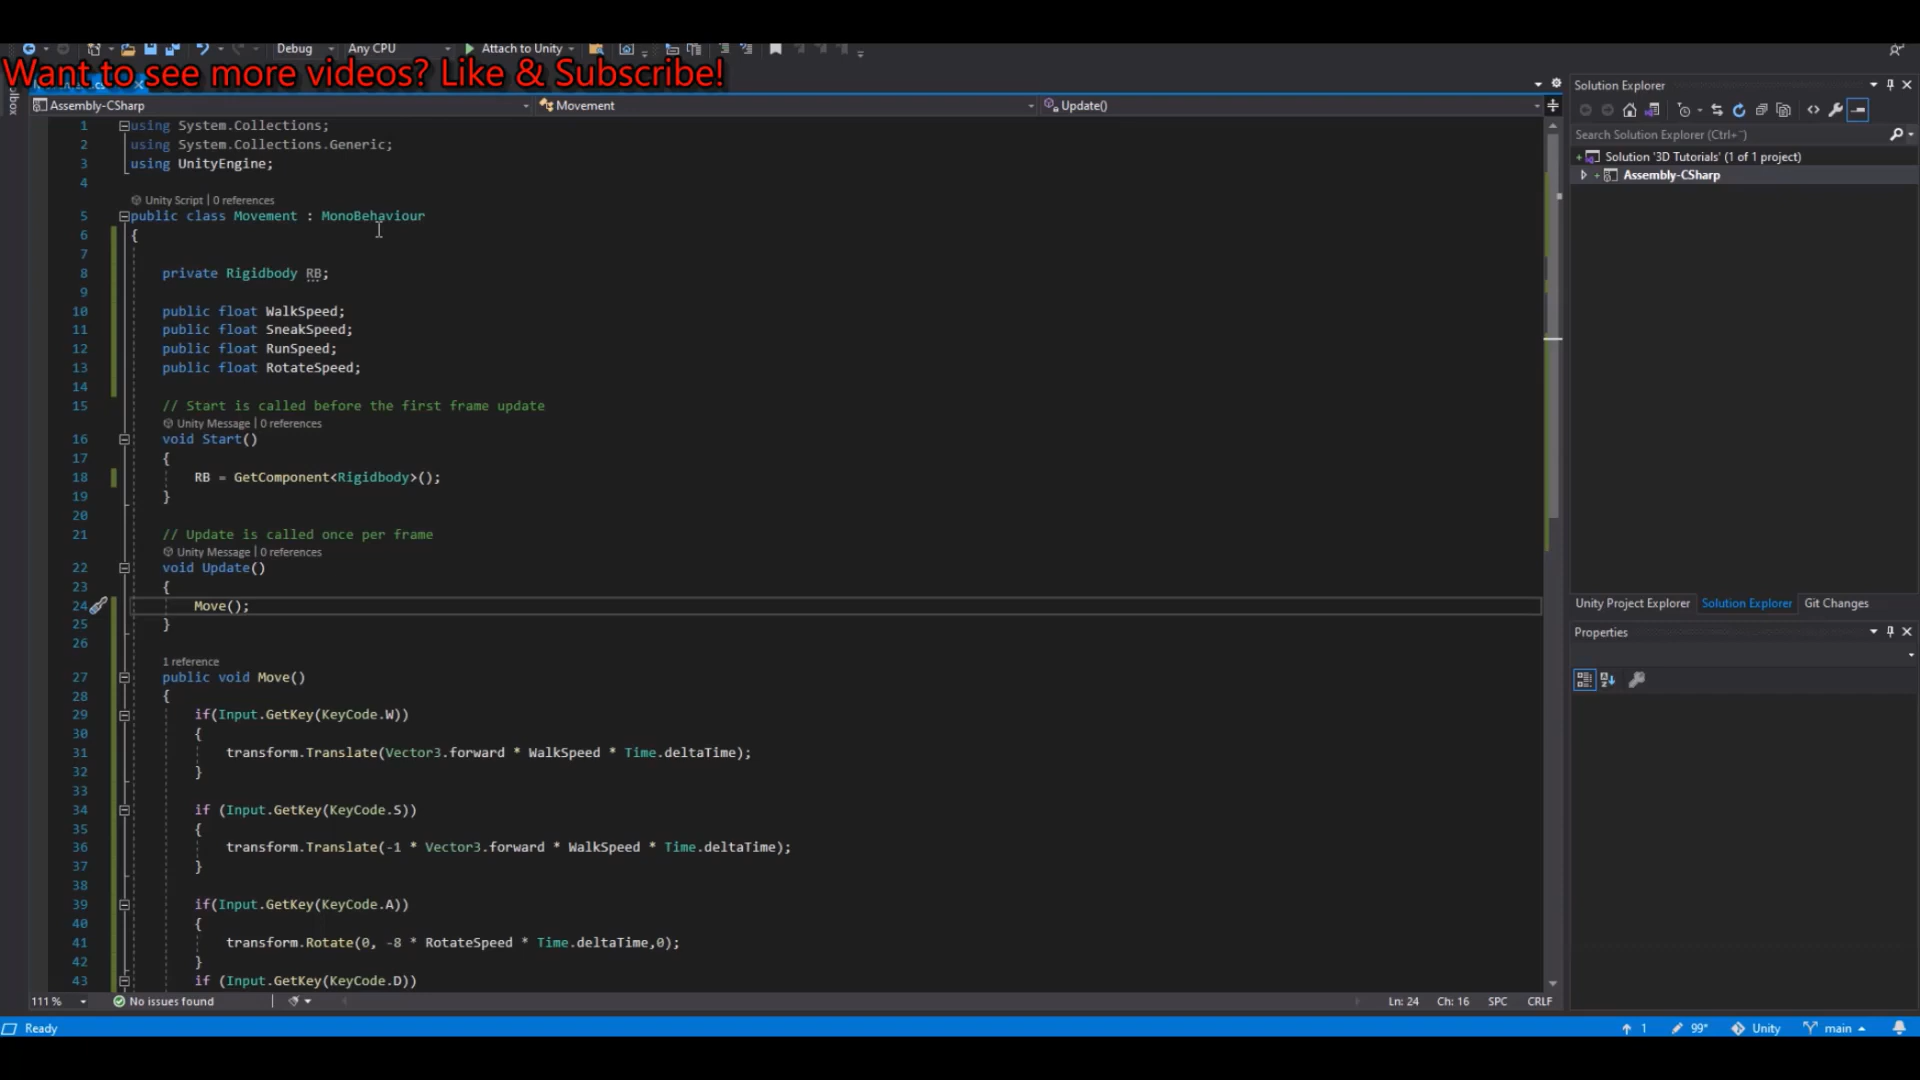 Debug Any CPU Attach to Unity
Want to see more videos? Like & Subscribe!
Assembly-CSharp Movement Update()
1 using System.Collections;
2 using System.Collections.Generic;
3 using UnityEngine;
4
Unity Script | 0 references
5 public class Movement : MonoBehaviour
6 {
7
8 private Rigidbody RB;
9
10 public float WalkSpeed;
11 public float SneakSpeed;
12 public float RunSpeed;
13 public float RotateSpeed;
14
15 // Start is called before the first frame update
Unity Message | 0 references
16 void Start()
17 {
18 RB = GetComponent<Rigidbody>();
19 }
20
21 // Update is called once per frame
Unity Message | 0 references
22 void Update()
23 {
24 Move();
25 }
26
1 reference
27 public void Move()
28 {
29 if(Input.GetKey(KeyCode.W))
30 {
31 transform.Translate(Vector3.forward * WalkSpeed * Time.deltaTime);
32 }
33
34 if (Input.GetKey(KeyCode.S))
35 {
36 transform.Translate(-1 * Vector3.forward * WalkSpeed * Time.deltaTime);
37 }
38
39 if(Input.GetKey(KeyCode.A))
40 {
41 transform.Rotate(0, -8 * RotateSpeed * Time.deltaTime,0);
42 }
43 if (Input.GetKey(KeyCode.D))
111 % No issues found Ln: 24 Ch: 16 SPC CRLF
Solution Explorer
Search Solution Explorer (Ctrl+¨)
Solution '3D Tutorials' (1 of 1 project)
Assembly-CSharp
Unity Project Explorer Solution Explorer Git Changes
Properties
Ready 1 99⁺ Unity main